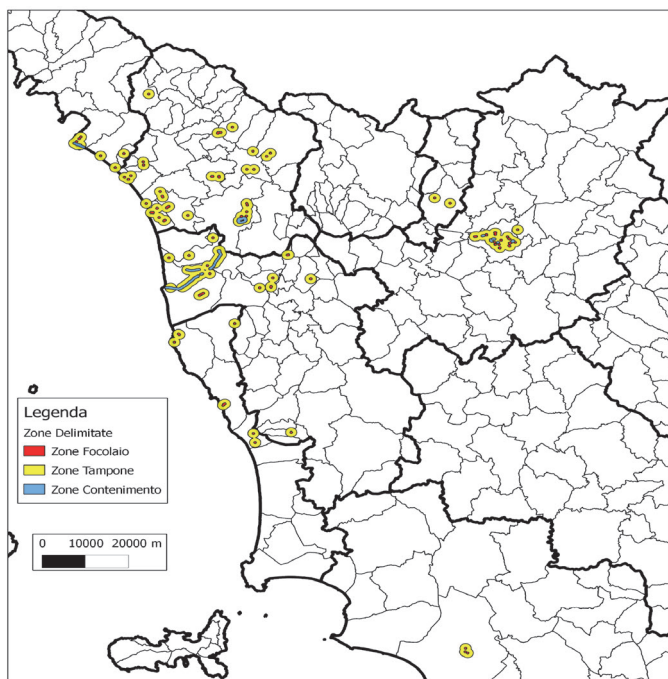 Legenda
Zone Delimitate
Zone Focolaio
Zone Tampone
Zone Contenimento
0 10000 20000 m